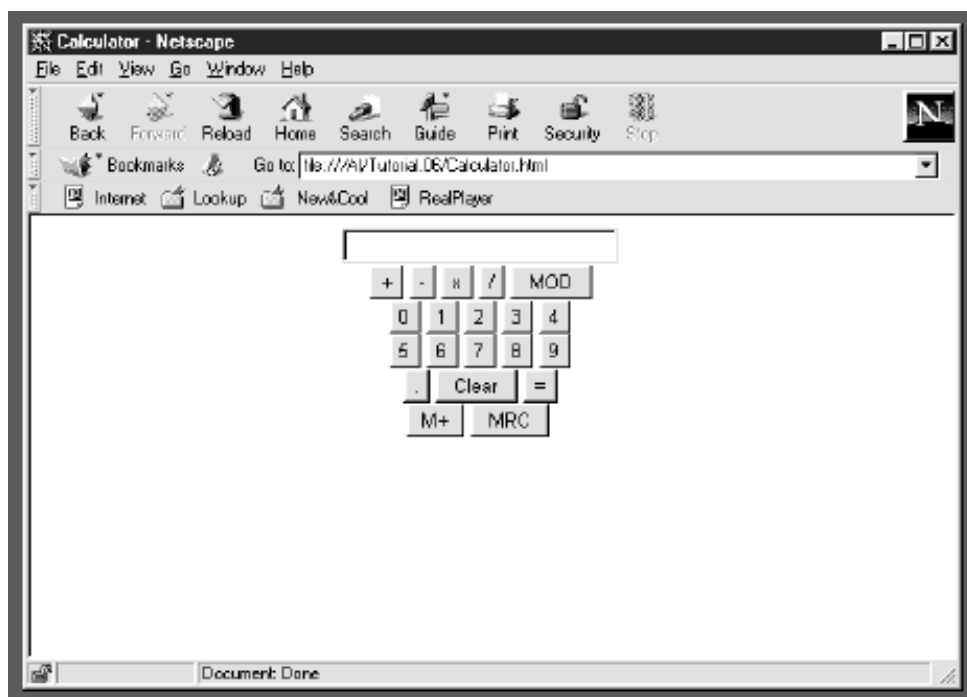 Calculator - Netscape
File Edit View Go Window Help
Back Forward Reload Home Search Guide Print Security Stop
N
Bookmarks Go to: file:///A|/Tutorial.06/Calculator.html
Internet Lookup New&Cool RealPlayer
+ - x / MOD
0 1 2 3 4
5 6 7 8 9
. Clear =
M+ MRC
Document: Done